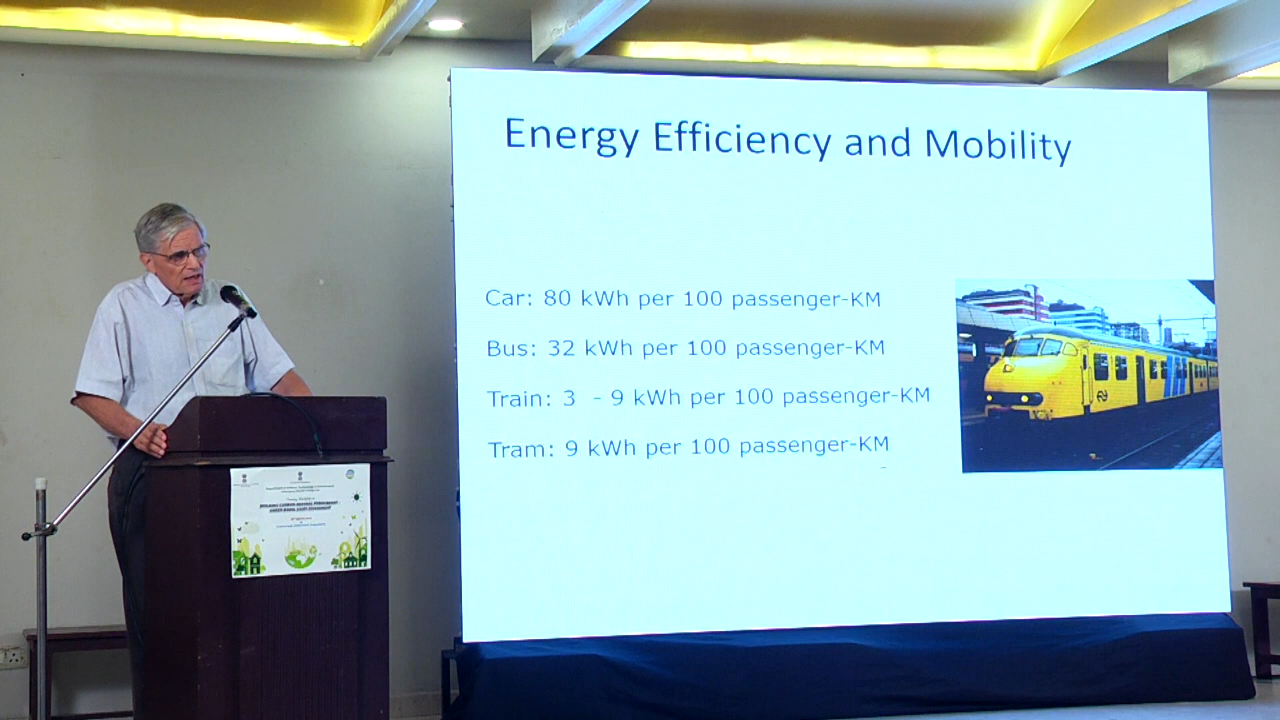 Energy Efficiency and Mobility
Car: 80 kWh per 100 passenger-KM
Bus: 32 kWh per 100 passenger-KM
Train: 3 - 9 kWh per 100 passenger-KM
Tram: 9 kWh per 100 passenger-KM